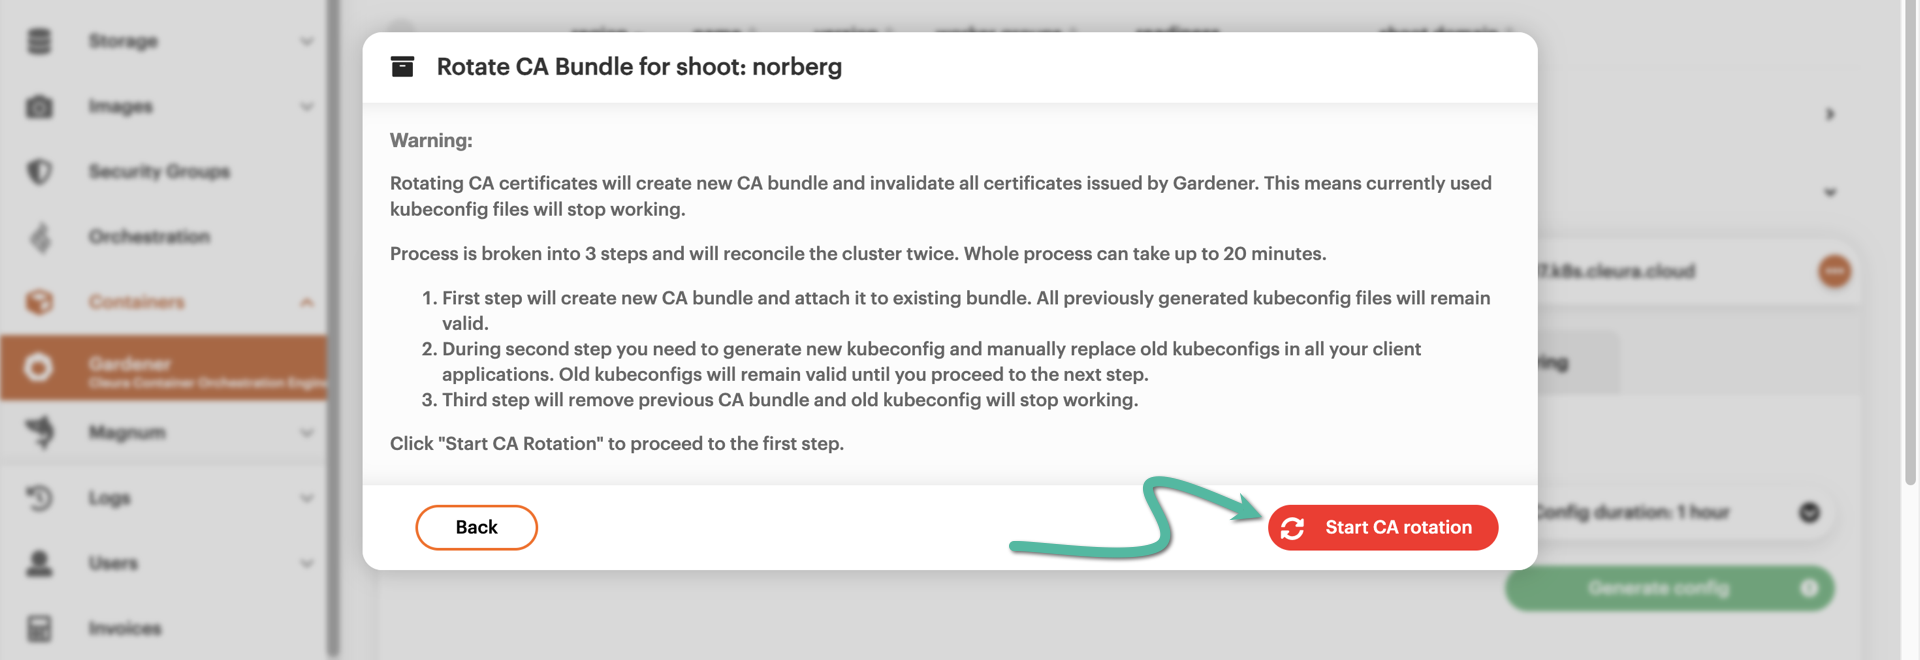 Storage
Images
Security Groups
Orchestration
Containers
Gardener
Cleura Container Orchestration Engine
Magnum
Logs
Users
Invoices
Rotate CA Bundle for shoot: norberg
Warning:
Rotating CA certificates will create new CA bundle and invalidate all certificates issued by Gardener. This means currently used
kubeconfig files will stop working.
Process is broken into 3 steps and will reconcile the cluster twice. Whole process can take up to 20 minutes.
1. First step will create new CA bundle and attach it to existing bundle. All previously generated kubeconfig files will remain
valid.
2. During second step you need to generate new kubeconfig and manually replace old kubeconfigs in all your client
applications. Old kubeconfigs will remain valid until you proceed to the next step.
3. Third step will remove previous CA bundle and old kubeconfig will stop working.
Click "Start CA Rotation" to proceed to the first step.
Back
Start CA rotation
7.k8s.cleura.cloud
Config duration: 1 hour
Generate config